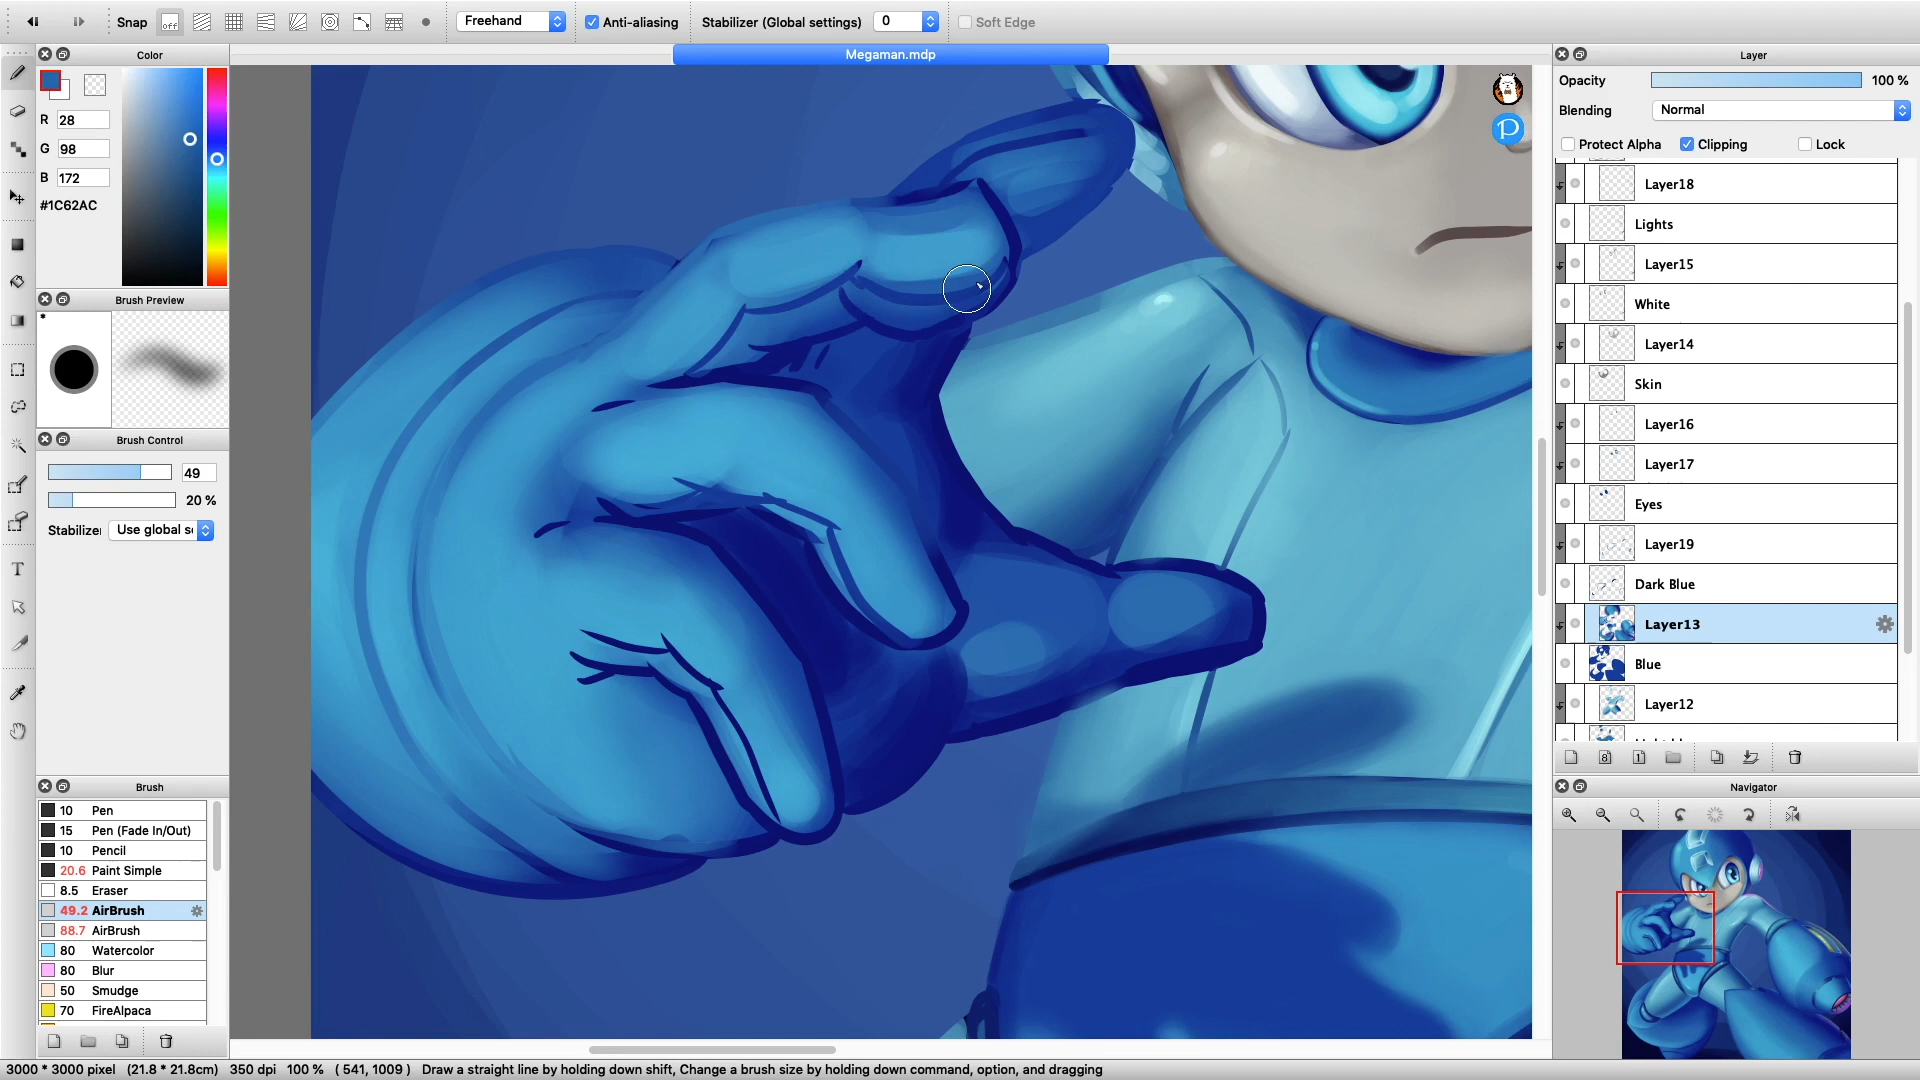 Snap
off
Freehand
Anti-aliasing
Stabilizer (Global settings)
0
Soft Edge
Color
Megaman.mdp
Layer
R 28
G 98
B 172
#1C62AC
Brush Preview
*
Brush Control
49
20 %
Stabilizer
Use global s
Brush
10 Pen
15 Pen (Fade In/Out)
10 Pencil
20.6 Paint Simple
8.5 Eraser
49.2 AirBrush
88.7 AirBrush
80 Watercolor
80 Blur
50 Smudge
70 FireAlpaca
Opacity
100 %
Blending
Normal
Protect Alpha
Clipping
Lock
Layer18
Lights
Layer15
White
Layer14
Skin
Layer16
Layer17
Eyes
Layer19
Dark Blue
Layer13
Blue
Layer12
8
1
Navigator
T
P
3000 * 3000 pixel (21.8 * 21.8cm) 350 dpi 100 % ( 541, 1009 ) Draw a straight line by holding down shift, Change a brush size by holding down command, option, and dragging